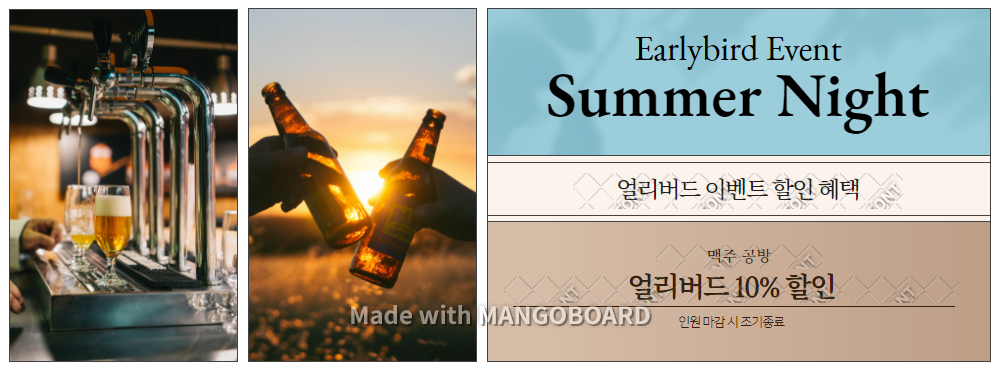 Earlybird Event
Summer Night
얼리버드 이벤트 할인 혜택
맥주 공방
얼리버드 10% 할인
인원 마감 시 조기종료
Made with MANGOBOARD